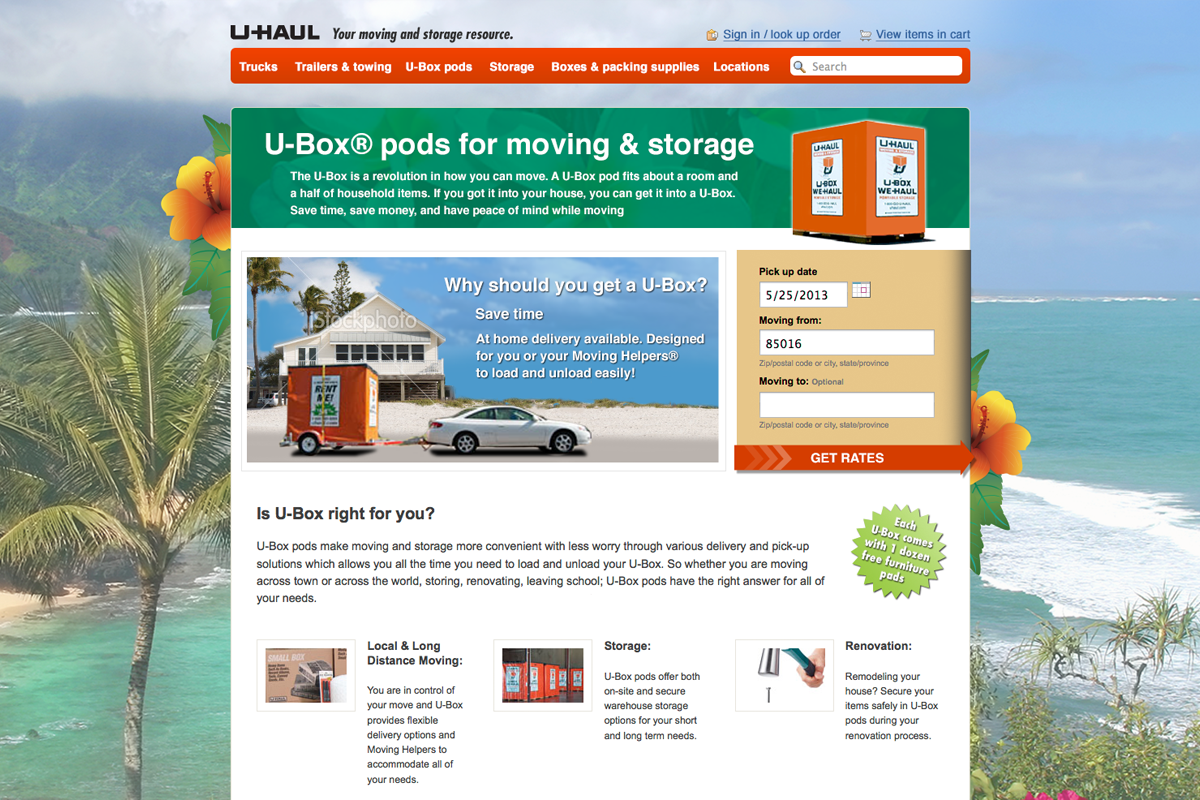 U-HAUL Your moving and storage resource.
Sign in / look up order View items in cart
Trucks Trailers & towing U-Box pods Storage Boxes & packing supplies Locations Search
U-Box® pods for moving & storage
The U-Box is a revolution in how you can move. A U-Box pod fits about a room and
a half of household items. If you got it into your house, you can get it into a U-Box.
Save time, save money, and have peace of mind while moving
U-HAUL
U-BOX
WE-HAUL
U-HAUL
U-BOX
WE-HAUL
iStockphoto
Why should you get a U-Box?
Save time
At home delivery available. Designed
for you or your Moving Helpers®
to load and unload easily!
RENT
ME!
Pick up date
5/25/2013
Moving from:
85016
Zip/postal code or city, state/province
Moving to: Optional
Zip/postal code or city, state/province
GET RATES
Is U-Box right for you?
U-Box pods make moving and storage more convenient with less worry through various delivery and pick-up
solutions which allows you all the time you need to load and unload your U-Box. So whether you are moving
across town or across the world, storing, renovating, leaving school; U-Box pods have the right answer for all of
your needs.
Each
U-Box comes
with 1 dozen
free furniture
pads
SMALL BOX
Local & Long
Distance Moving:
You are in control of
your move and U-Box
provides flexible
delivery options and
Moving Helpers to
accommodate all of
your needs.
Storage:
U-Box pods offer both
on-site and secure
warehouse storage
options for your short
and long term needs.
Renovation:
Remodeling your
house? Secure your
items safely in U-Box
pods during your
renovation process.